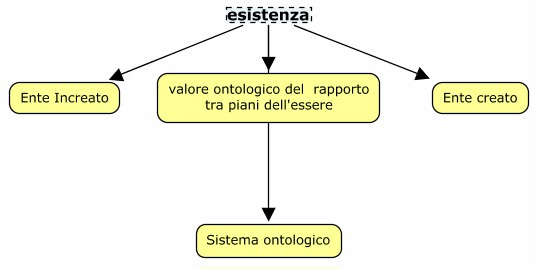 esistenza
Ente Increato
valore ontologico del rapporto
tra piani dell'essere
Ente creato
Sistema ontologico